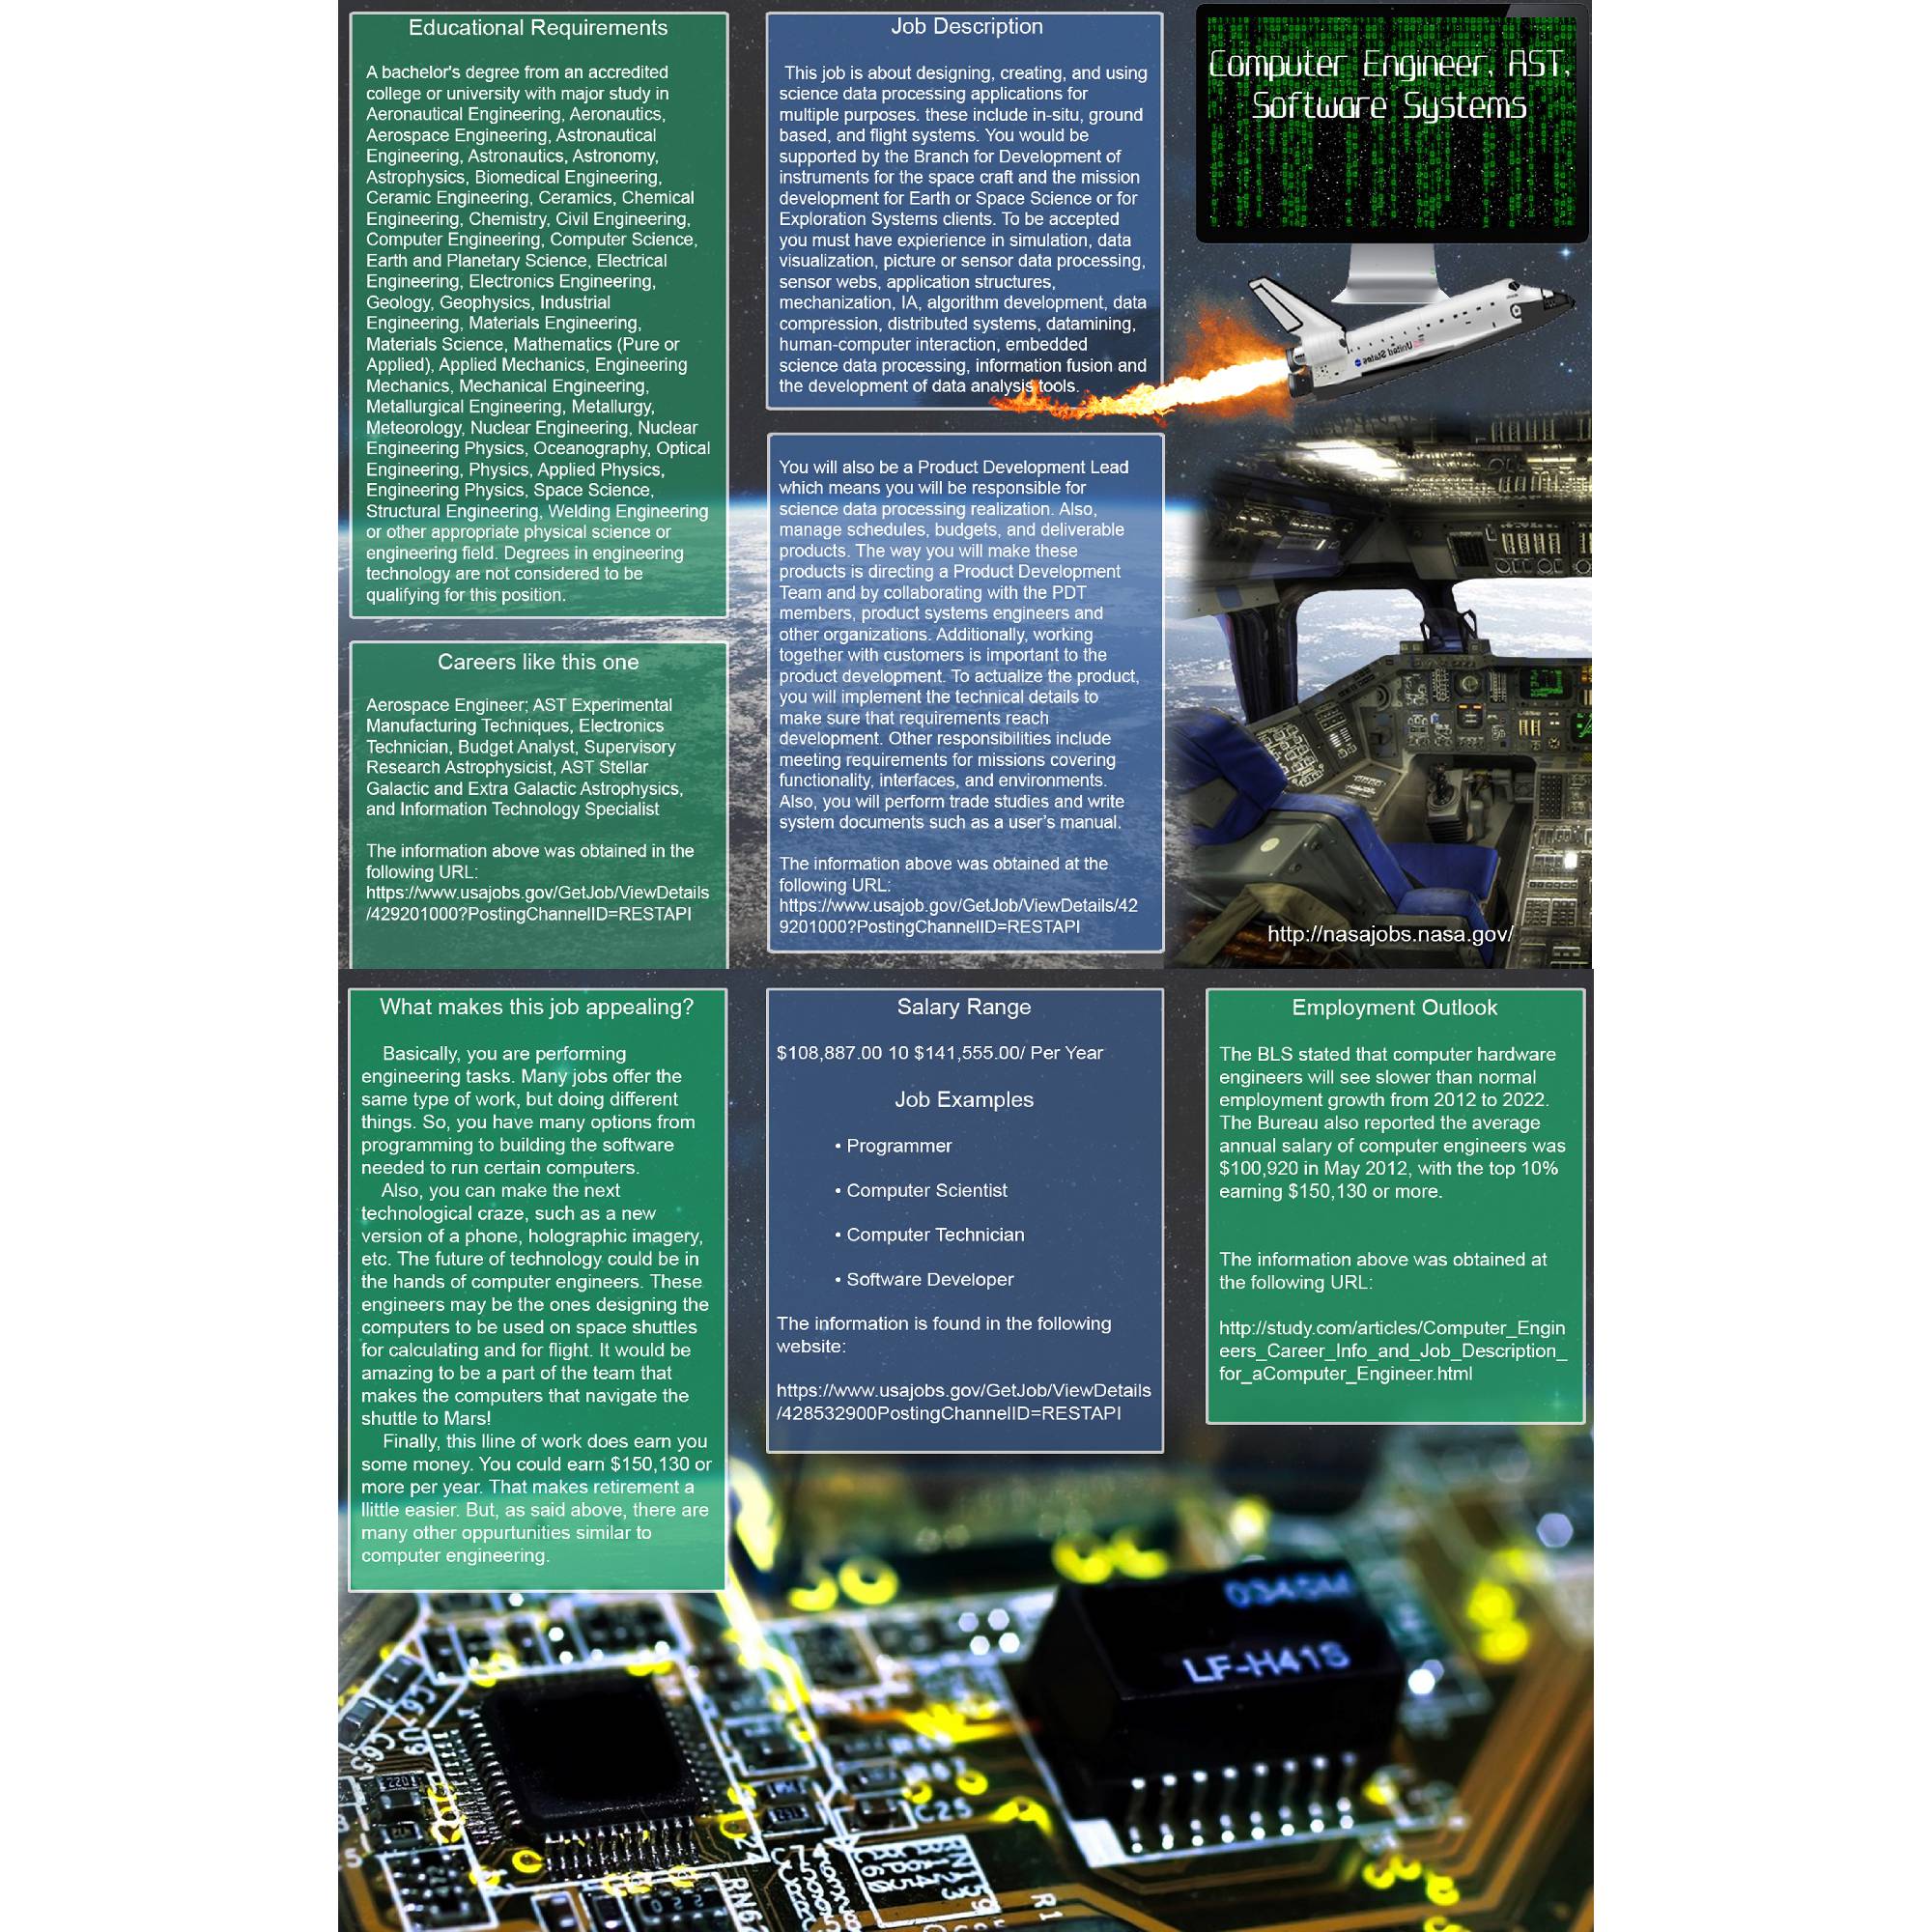 Educational Requirements
A bachelor's degree from an accredited
college or university with major study in
Aeronautical Engineering, Aeronautics,
Aerospace Engineering, Astronautical
Engineering, Astronautics, Astronomy,
Astrophysics, Biomedical Engineering,
Ceramic Engineering, Ceramics, Chemical
Engineering, Chemistry, Civil Engineering,
Computer Engineering, Computer Science,
Earth and Planetary Science, Electrical
Engineering, Electronics Engineering,
Geology, Geophysics, Industrial
Engineering, Materials Engineering,
Materials Science, Mathematics (Pure or
Applied), Applied Mechanics, Engineering
Mechanics, Mechanical Engineering,
Metallurgical Engineering, Metallurgy,
Meteorology, Nuclear Engineering, Nuclear
Engineering Physics, Oceanography, Optical
Engineering, Physics, Applied Physics,
Engineering Physics, Space Science,
Structural Engineering, Welding Engineering
or other appropriate physical science or
engineering field. Degrees in engineering
technology are not considered to be
qualifying for this position.
Careers like this one
Aerospace Engineer; AST Experimental
Manufacturing Techniques, Electronics
Technician, Budget Analyst, Supervisory
Research Astrophysicist, AST Stellar
Galactic and Extra Galactic Astrophysics,
and Information Technology Specialist
The information above was obtained in the
following URL:
https://www.usajobs.gov/GetJob/ViewDetails
/429201000?PostingChannelID=RESTAPI
Job Description
This job is about designing, creating, and using
science data processing applications for
multiple purposes. these include in-situ, ground
based, and flight systems. You would be
supported by the Branch for Development of
instruments for the space craft and the mission
development for Earth or Space Science or for
Exploration Systems clients. To be accepted
you must have expierience in simulation, data
visualization, picture or sensor data processing,
sensor webs, application structures,
mechanization, IA, algorithm development, data
compression, distributed systems, datamining,
human-computer interaction, embedded
science data processing, information fusion and
the development of data analysis tools.
You will also be a Product Development Lead
which means you will be responsible for
science data processing realization. Also,
manage schedules, budgets, and deliverable
products. The way you will make these
products is directing a Product Development
Team and by collaborating with the PDT
members, product systems engineers and
other organizations. Additionally, working
together with customers is important to the
product development. To actualize the product,
you will implement the technical details to
make sure that requirements reach
development. Other responsibilities include
meeting requirements for missions covering
functionality, interfaces, and environments.
Also, you will perform trade studies and write
system documents such as a user's manual.
The information above was obtained at the
following URL:
https://www.usajob.gov/GetJob/ViewDetails/42
9201000?PostingChannelID=RESTAPI
Computer Engineer, AST,
Software Systems
United States
http://nasajobs.nasa.gov/
What makes this job appealing?
Basically, you are performing
engineering tasks. Many jobs offer the
same type of work, but doing different
things. So, you have many options from
programming to building the software
needed to run certain computers.
Also, you can make the next
technological craze, such as a new
version of a phone, holographic imagery,
etc. The future of technology could be in
the hands of computer engineers. These
engineers may be the ones designing the
computers to be used on space shuttles
for calculating and for flight. It would be
amazing to be a part of the team that
makes the computers that navigate the
shuttle to Mars!
Finally, this lline of work does earn you
some money. You could earn $150,130 or
more per year. That makes retirement a
llittle easier. But, as said above, there are
many other oppurtunities similar to
computer engineering.
Salary Range
$108,887.00 10 $141,555.00/ Per Year
Job Examples
• Programmer
• Computer Scientist
• Computer Technician
• Software Developer
The information is found in the following
website:
https://www.usajobs.gov/GetJob/ViewDetails
/428532900PostingChannelID=RESTAPI
Employment Outlook
The BLS stated that computer hardware
engineers will see slower than normal
employment growth from 2012 to 2022.
The Bureau also reported the average
annual salary of computer engineers was
$100,920 in May 2012, with the top 10%
earning $150,130 or more.
The information above was obtained at
the following URL:
http://study.com/articles/Computer_Engin
eers_Career_Info_and_Job_Description_
for_aComputer_Engineer.html
0345M
LF-H41S
C25
C74
R1